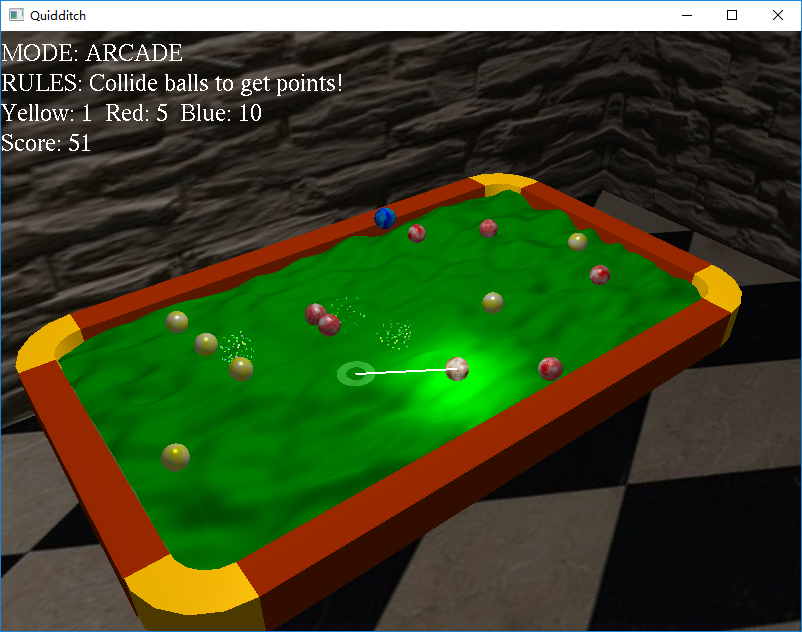 Quidditch
MODE: ARCADE
RULES: Collide balls to get points!
Yellow: 1  Red: 5  Blue: 10
Score: 51